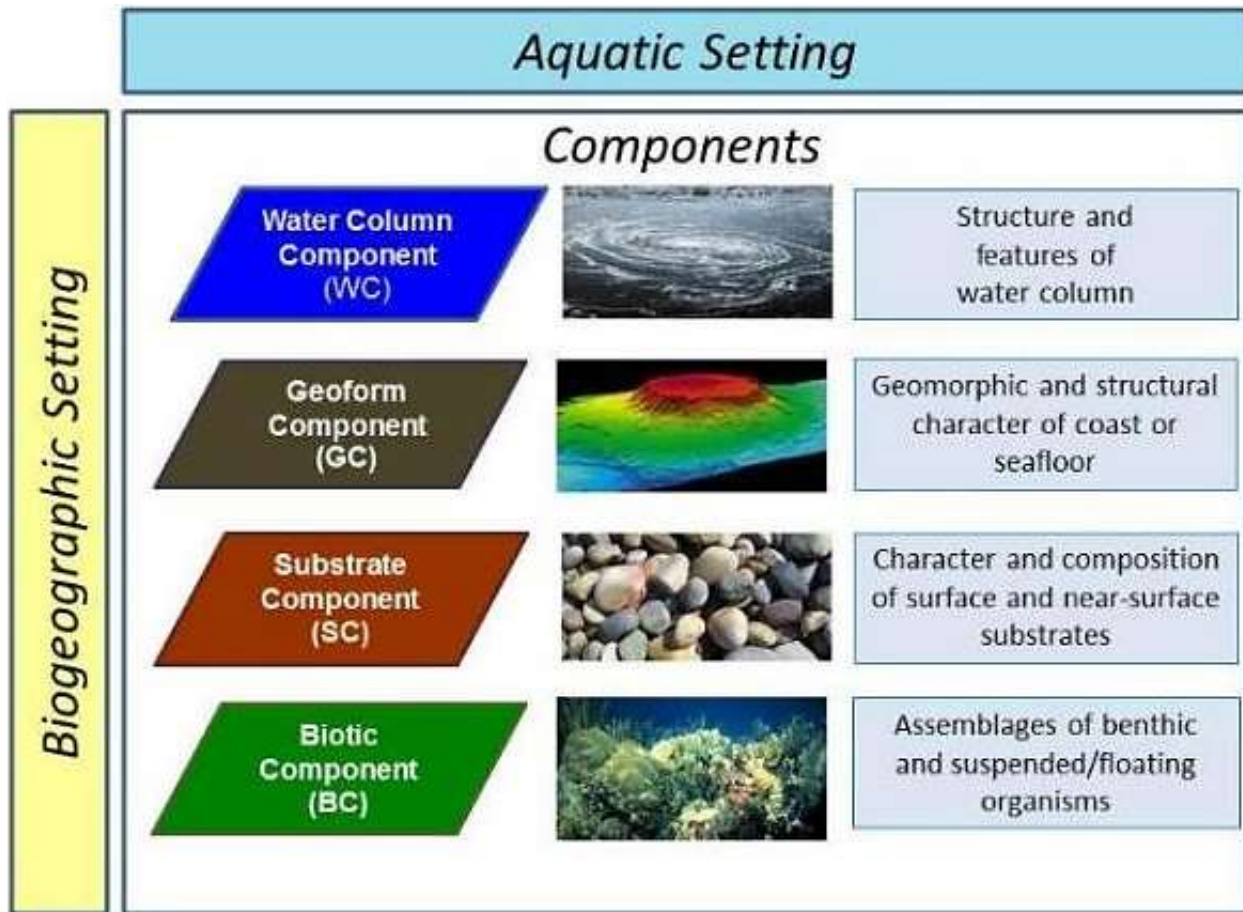 Aquatic Setting
Biogeographic Setting
Components
Water Column
Component
(WC)
Structure and
features of
water column
Geoform
Component
(GC)
Geomorphic and structural
character of coast or
seafloor
Substrate
Component
(SC)
Character and composition
of surface and near-surface
substrates
Biotic
Component
(BC)
Assemblages of benthic
and suspended/floating
organisms